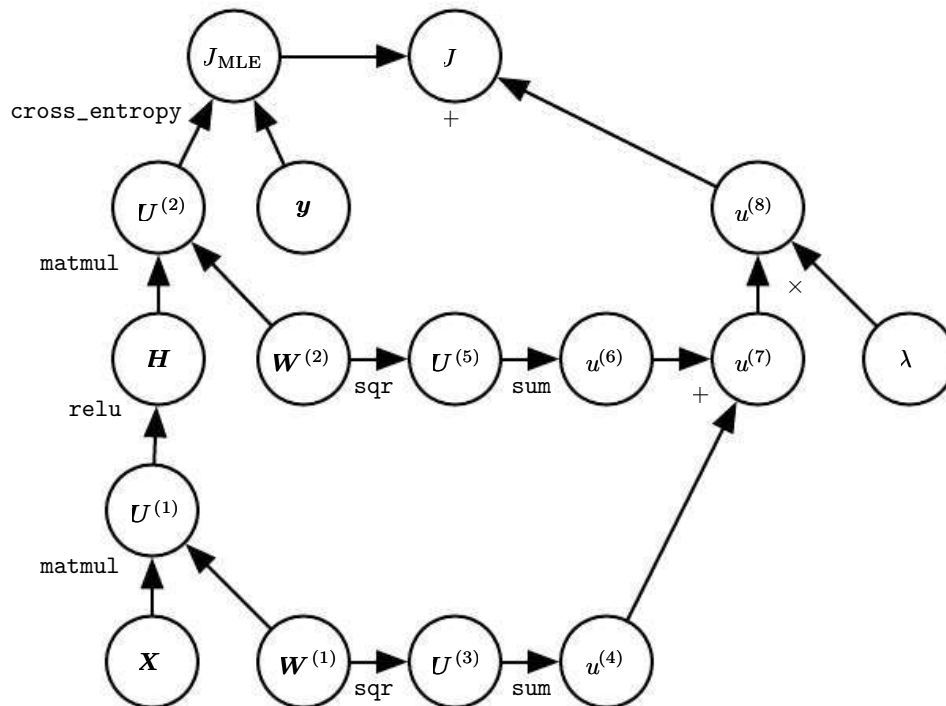 J_MLE J
cross_entropy +
U^(2) y u^(8)
matmul ×
H W^(2) U^(5) u^(6) u^(7) λ
sqr sum +
relu
U^(1)
matmul
X W^(1) U^(3) u^(4)
sqr sum